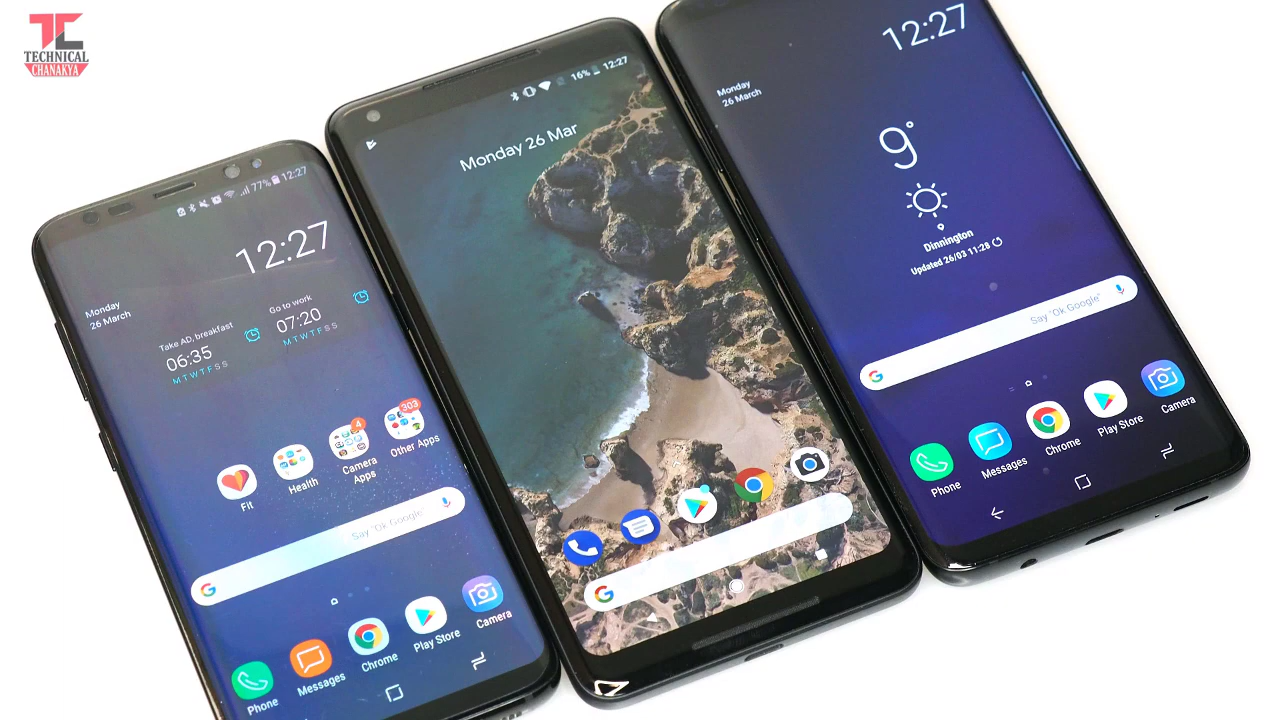 TC
TECHNICAL
CHANAKYA
77% 12:27
12:27
Monday
26 March
Take AD, breakfast
06:35
M T W T F S S
Go to work
07:20
M T W T F S S
4
303
Fit
Health
Camera
Apps
Other Apps
Say "Ok Google"
Phone
Messages
Chrome
Play Store
Camera
16% 12:27
Monday 26 Mar
12:27
Monday
26 March
9°
Dinnington
Updated 26/03 11:28
Say "Ok Google"
Phone
Messages
Chrome
Play Store
Camera